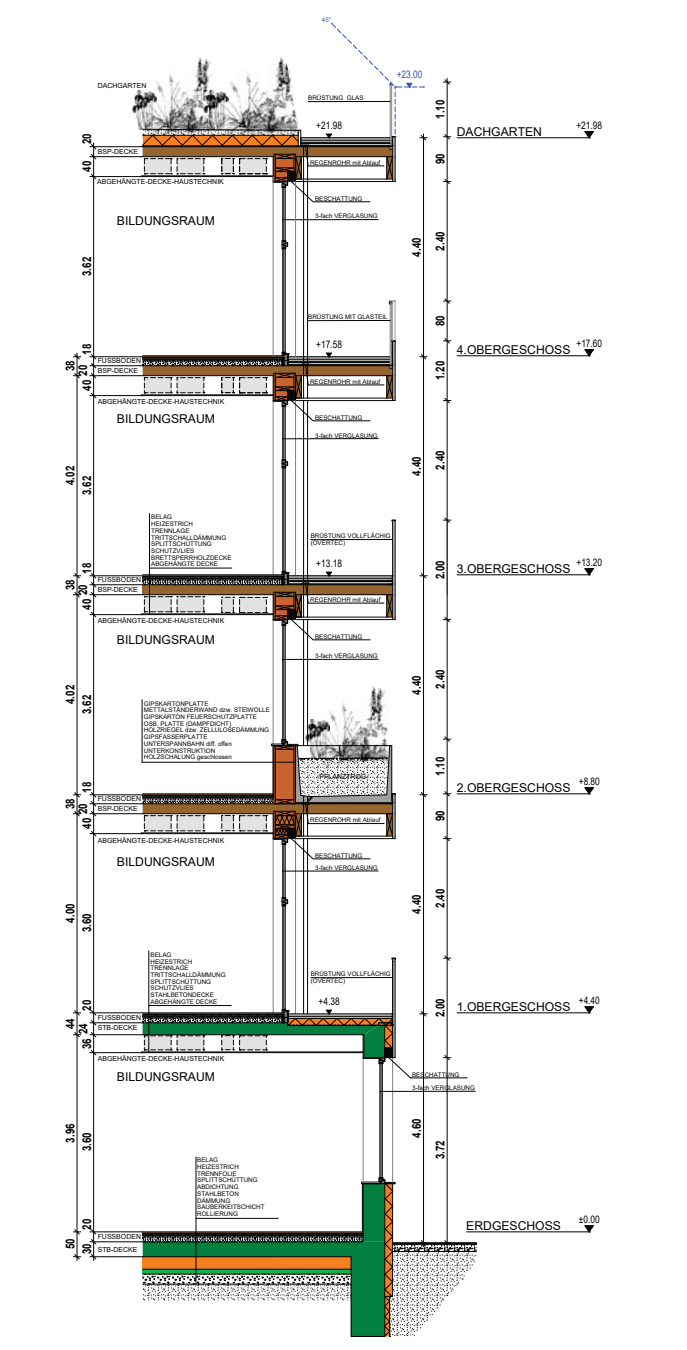 45°
+23.00
DACHGARTEN
BRÜSTUNG GLAS
1.10
+21.98
DACHGARTEN
+21.98
20
BSP-DECKE
40
REGENROHR mit Ablauf
90
ABGEHÄNGTE-DECKE-HAUSTECHNIK
BESCHATTUNG
3-fach VERGLASUNG
BILDUNGSRAUM
3.62
4.40
2.40
BRÜSTUNG MIT GLASTEIL
80
+17.58
4.OBERGESCHOSS
+17.60
18
38
FUSSBODEN
20
BSP-DECKE
40
REGENROHR mit Ablauf
1.20
ABGEHÄNGTE-DECKE-HAUSTECHNIK
BILDUNGSRAUM
BESCHATTUNG
3-fach VERGLASUNG
4.02
3.62
4.40
2.40
BELAG
HEIZESTRICH
TRENNLAGE
TRITTSCHALLDÄMMUNG
SPLITTSCHÜTTUNG
SCHUTZVLIES
BRETTSPERRHOLZDECKE
ABGEHÄNGTE DECKE
BRÜSTUNG VOLLFLÄCHIG
(OVERTEC)
+13.18
3.OBERGESCHOSS
+13.20
18
38
FUSSBODEN
20
BSP-DECKE
40
REGENROHR mit Ablauf
2.00
ABGEHÄNGTE-DECKE-HAUSTECHNIK
BILDUNGSRAUM
BESCHATTUNG
3-fach VERGLASUNG
4.02
3.62
4.40
2.40
GIPSKARTONPLATTE
METTALSTÄNDERWAND dzw. STEIWOLLE
GIPSKARTON FEUERSCHUTZPLATTE
OSB. PLATTE (DAMPFDICHT)
HOLZRIEGEL dzw. ZELLULOSEDÄMMUNG
GIPSFASSERPLATTE
UNTERSPANNBAHN diff. offen
UNTERKONSTRUKTION
HOLZSCHALUNG geschlossen
1.10
2.OBERGESCHOSS
+8.80
18
38
FUSSBODEN
20
BSP-DECKE
40
REGENROHR mit Ablauf
90
ABGEHÄNGTE-DECKE-HAUSTECHNIK
BILDUNGSRAUM
BESCHATTUNG
3-fach VERGLASUNG
4.00
3.60
4.40
2.40
BELAG
HEIZESTRICH
TRENNLAGE
TRITTSCHALLDÄMMUNG
SPLITTSCHÜTTUNG
SCHUTZVLIES
STAHLBETONDECKE
ABGEHÄNGTE DECKE
BRÜSTUNG VOLLFLÄCHIG
(OVERTEC)
+4.38
1.OBERGESCHOSS
+4.40
20
44
FUSSBODEN
24
STB-DECKE
36
2.00
ABGEHÄNGTE-DECKE-HAUSTECHNIK
BILDUNGSRAUM
BESCHATTUNG
3-fach VERGLASUNG
3.96
3.60
4.60
3.72
BELAG
HEIZESTRICH
TRENNFOLIE
SPLITTSCHÜTTUNG
ABDICHTUNG
STAHLBETON
DÄMMUNG
SAUBERKEITSCHICHT
ROLLIERUNG
ERDGESCHOSS
±0.00
20
50
FUSSBODEN
30
STB-DECKE